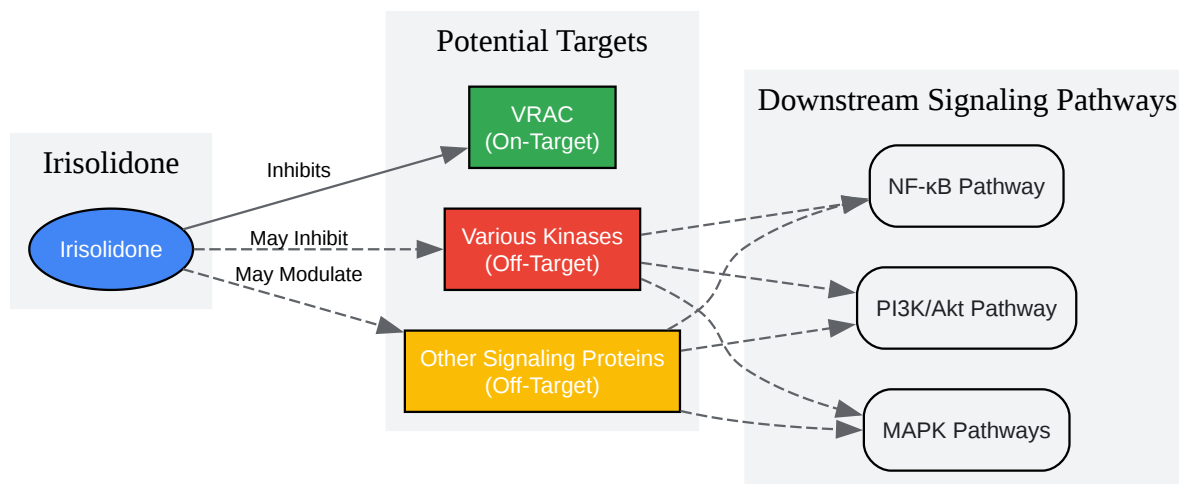 Potential Targets
VRAC
(On-Target)
Downstream Signaling Pathways
Irisolidone
Inhibits
NF-κB Pathway
Irisolidone
May Inhibit
Various Kinases
(Off-Target)
May Modulate
PI3K/Akt Pathway
Other Signaling Proteins
(Off-Target)
MAPK Pathways